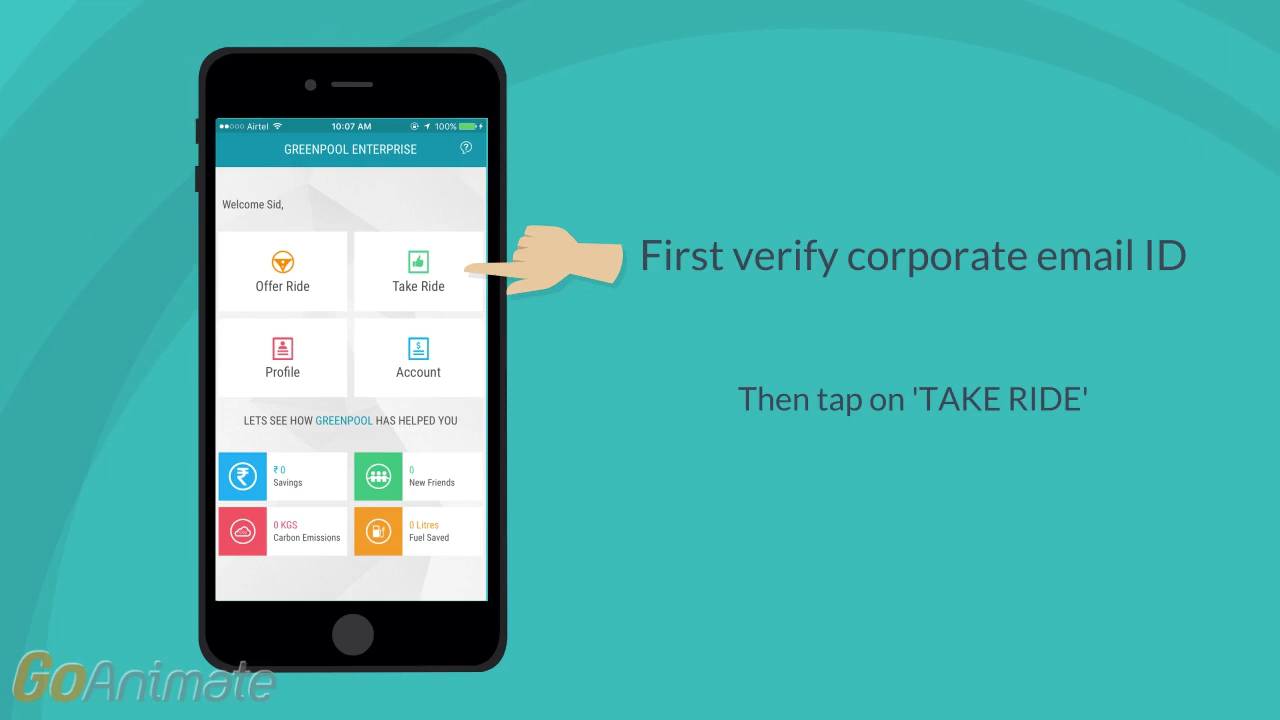 Airtel 10:07 AM 100%
GREENPOOL ENTERPRISE
Welcome Sid,
Offer Ride
Take Ride
Profile
Account
LETS SEE HOW GREENPOOL HAS HELPED YOU
₹ 0
Savings
0
New Friends
0 KGS
Carbon Emissions
0 Litres
Fuel Saved
First verify corporate email ID
Then tap on 'TAKE RIDE'
GoAnimate